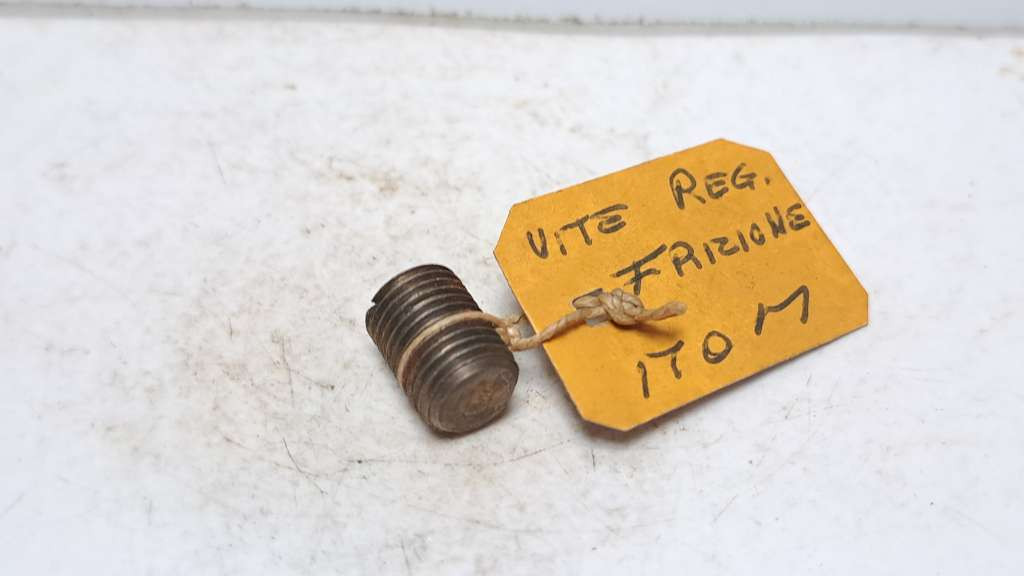 VITE REG.
FRIZIONE
ITOM